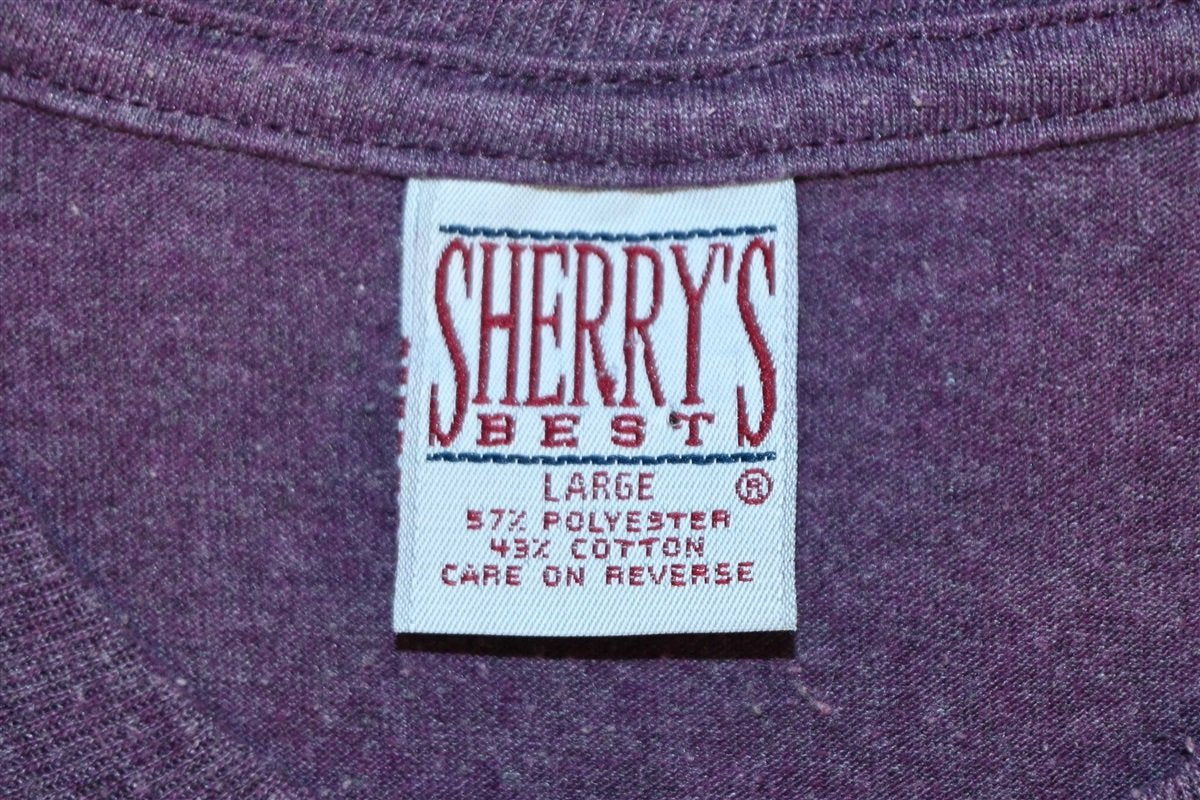 SHERRY'S
BEST
LARGE ®
57% POLYESTER
43% COTTON
CARE ON REVERSE